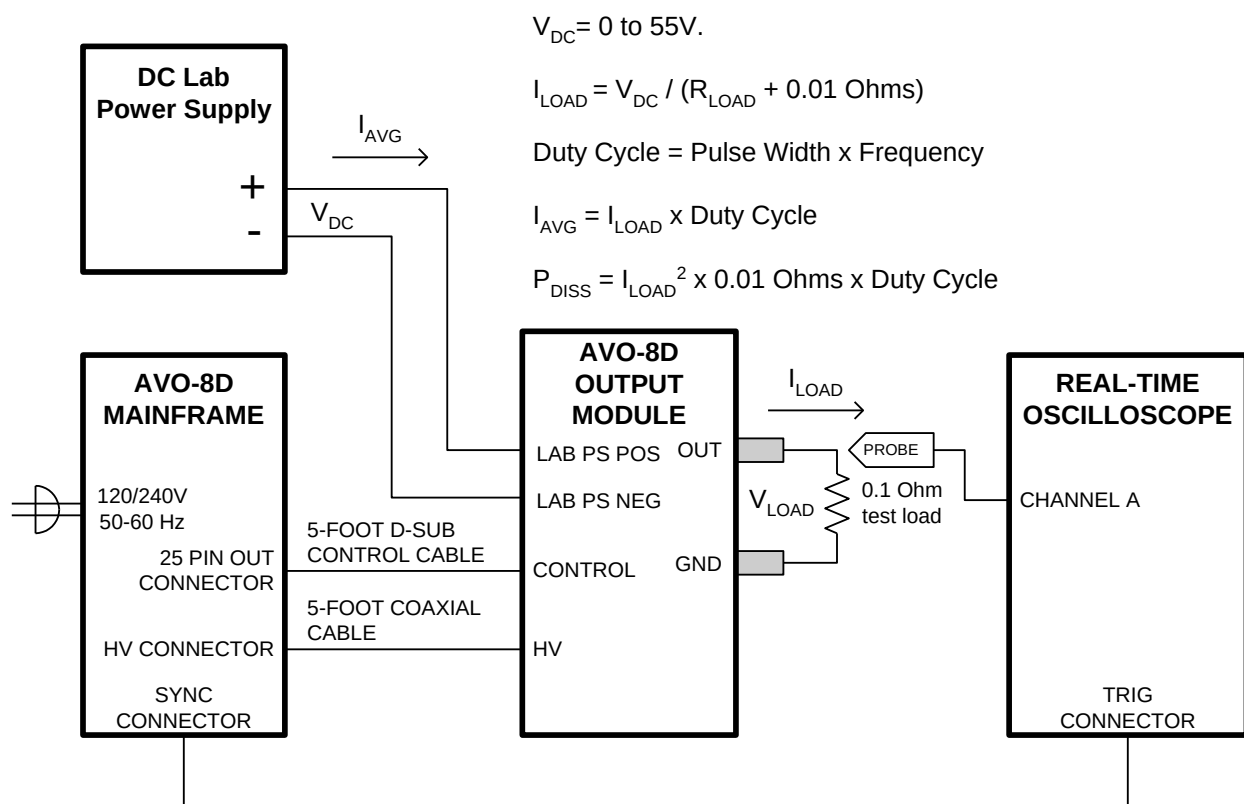 V_DC= 0 to 55V.
I_LOAD = V_DC / (R_LOAD + 0.01 Ohms)
Duty Cycle = Pulse Width x Frequency
I_AVG = I_LOAD x Duty Cycle
P_DISS = I_LOAD^2 x 0.01 Ohms x Duty Cycle
DC Lab
Power Supply
+
-
I_AVG
V_DC
AVO-8D
MAINFRAME
120/240V
50-60 Hz
25 PIN OUT
CONNECTOR
HV CONNECTOR
SYNC
CONNECTOR
5-FOOT D-SUB
CONTROL CABLE
5-FOOT COAXIAL
CABLE
AVO-8D
OUTPUT
MODULE
LAB PS POS
OUT
LAB PS NEG
CONTROL
GND
HV
I_LOAD
V_LOAD
PROBE
0.1 Ohm
test load
REAL-TIME
OSCILLOSCOPE
CHANNEL A
TRIG
CONNECTOR